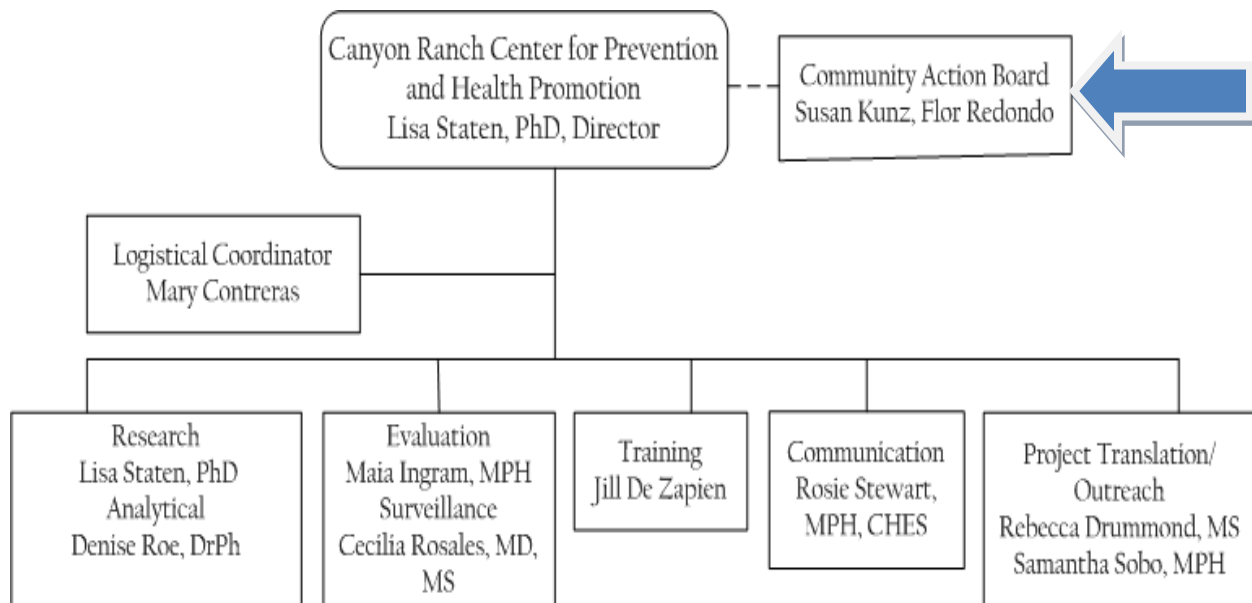 Canyon Ranch Center for Prevention
and Health Promotion
Lisa Staten, PhD, Director
Community Action Board
Susan Kunz, Flor Redondo
Logistical Coordinator
Mary Contreras
Research
Lisa Staten, PhD
Analytical
Denise Roe, DrPh
Evaluation
Maia Ingram, MPH
Surveillance
Cecilia Rosales, MD,
MS
Training
Jill De Zapien
Communication
Rosie Stewart,
MPH, CHES
Project Translation/
Outreach
Rebecca Drummond, MS
Samantha Sobo, MPH